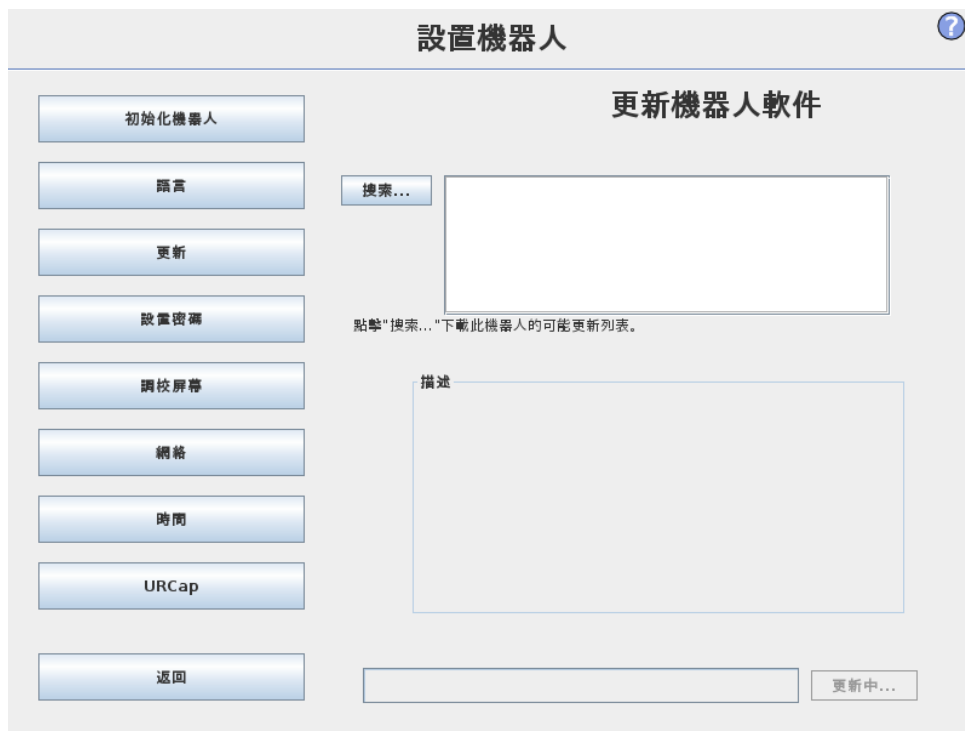 設置機器人
?
初始化機器人
語言
更新
設置密碼
調校屏幕
網絡
時間
URCap
返回
更新機器人軟件
搜索...
點擊"搜索..."下載此機器人的可能更新列表。
描述
更新中...